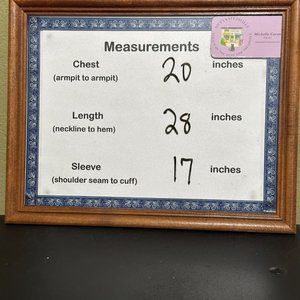 Measurements
Chest 20 inches
(armpit to armpit)
Length 28 inches
(neckline to hem)
Sleeve 17 inches
(shoulder seam to cuff)